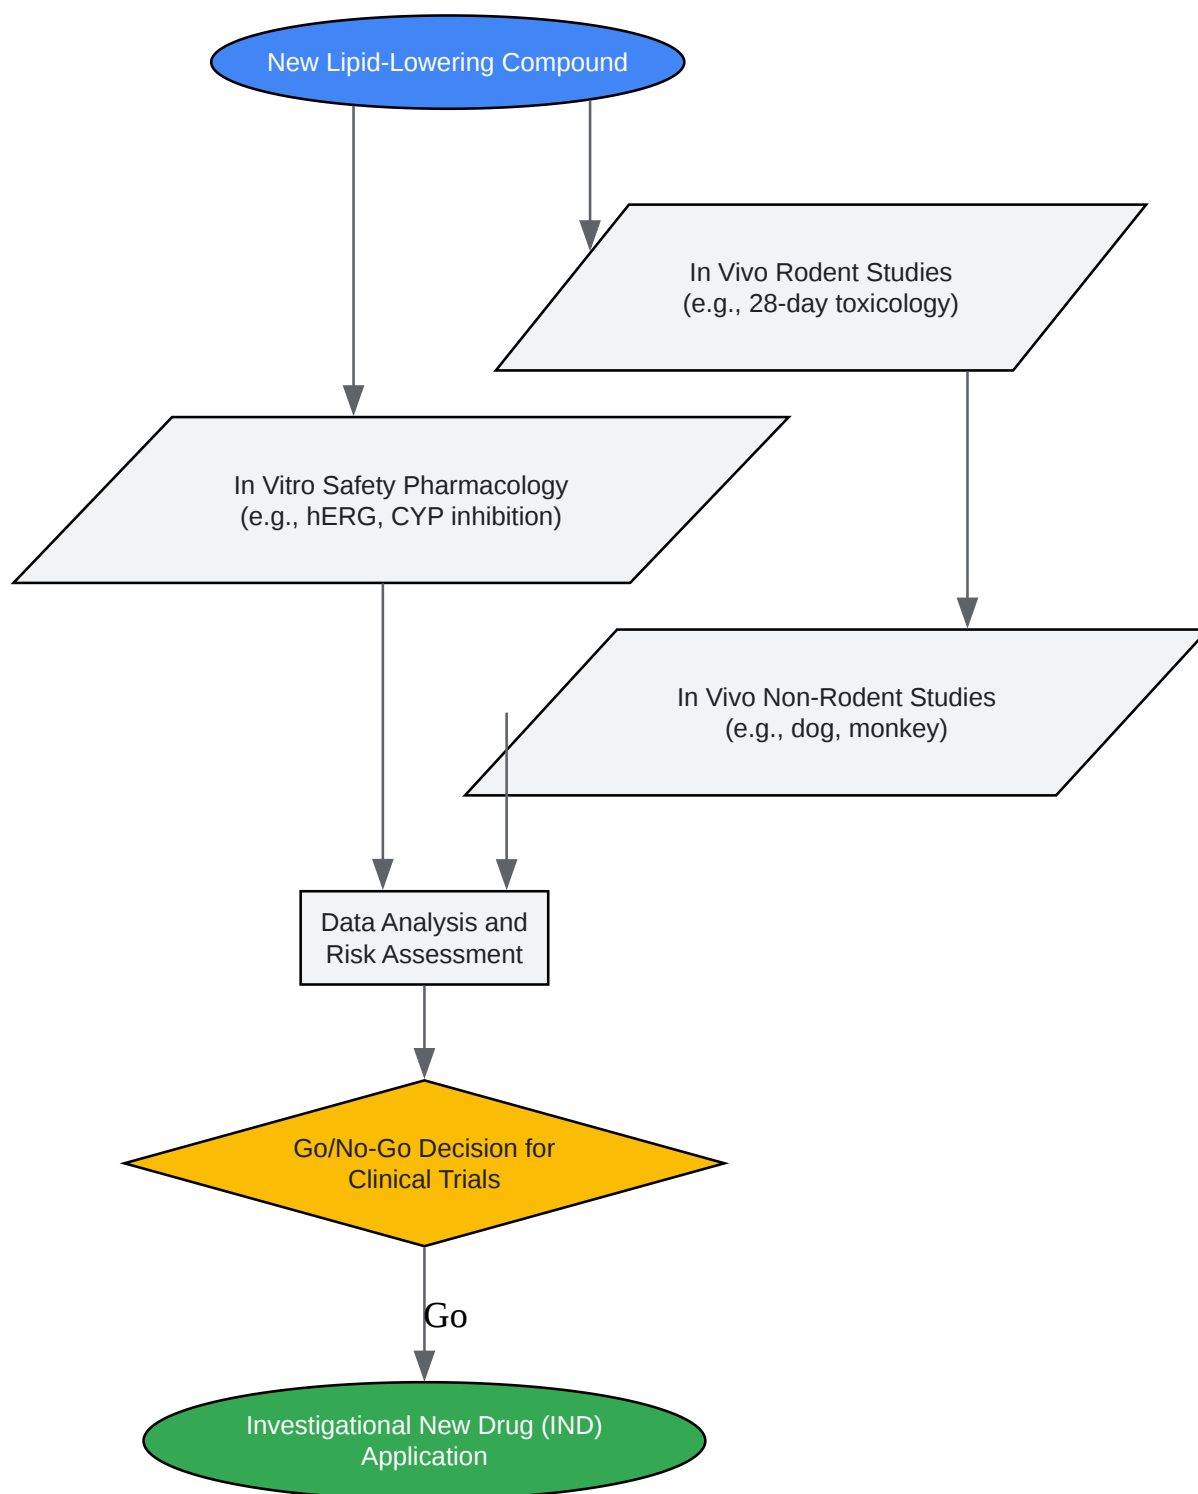 New Lipid-Lowering Compound
In Vivo Rodent Studies
(e.g., 28-day toxicology)
In Vitro Safety Pharmacology
(e.g., hERG, CYP inhibition)
In Vivo Non-Rodent Studies
(e.g., dog, monkey)
Data Analysis and
Risk Assessment
Go/No-Go Decision for
Clinical Trials
Go
Investigational New Drug (IND)
Application